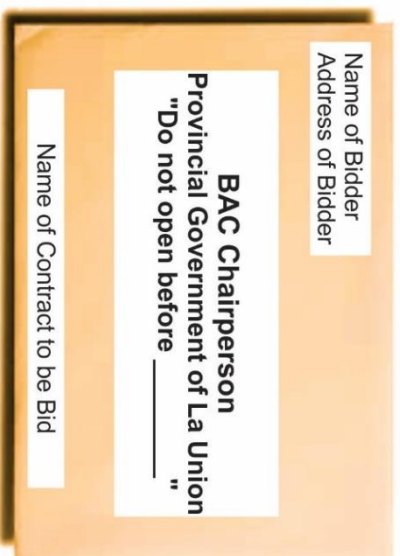 Name of Bidder
Address of Bidder
BAC Chairperson
Provincial Government of La Union
"Do not open before ________"
Name of Contract to be Bid